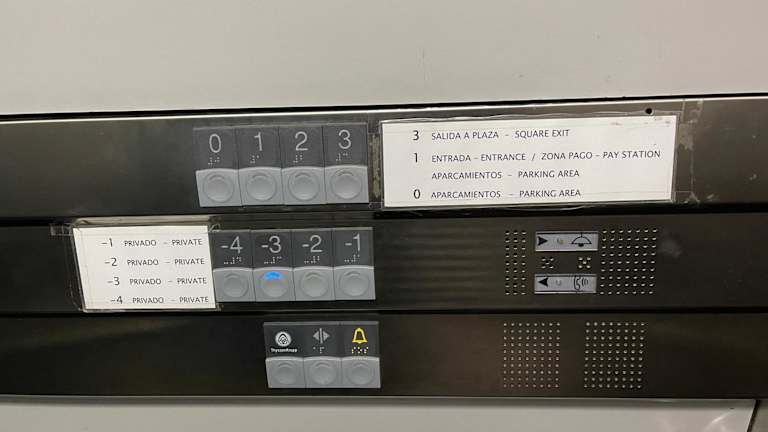 0 1 2 3
3 SALIDA A PLAZA - SQUARE EXIT
1 ENTRADA - ENTRANCE / ZONA PAGO - PAY STATION
APARCAMIENTOS - PARKING AREA
0 APARCAMIENTOS - PARKING AREA
-1 PRIVADO - PRIVATE
-2 PRIVADO - PRIVATE
-3 PRIVADO - PRIVATE
-4 PRIVADO - PRIVATE
-4 -3 -2 -1
ThyssenKrupp